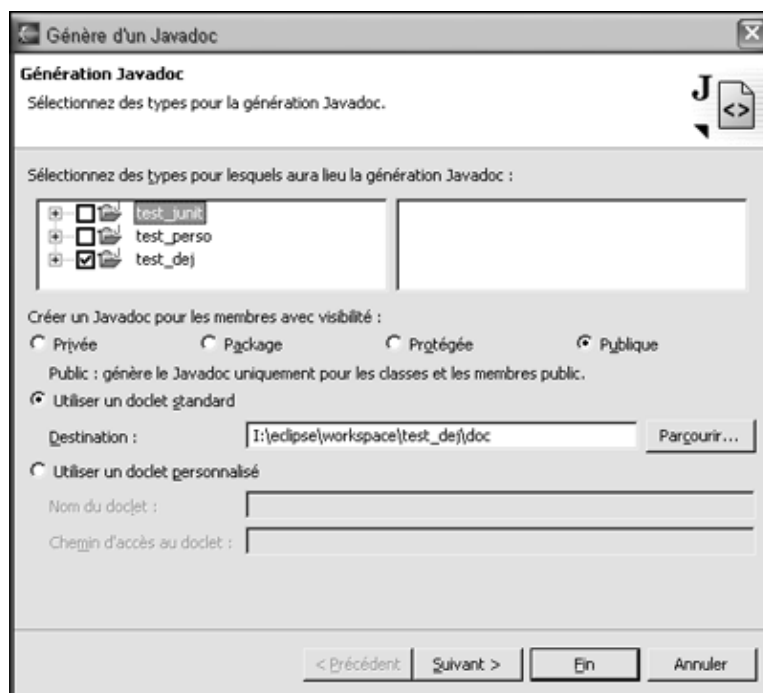 Génère d'un Javadoc
Génération Javadoc
Sélectionnez des types pour la génération Javadoc.
J
<>
Sélectionnez des types pour lesquels aura lieu la génération Javadoc :
test_junit
test_perso
test_dej
Créer un Javadoc pour les membres avec visibilité :
Privée Package Protégée Publique
Public : génère le Javadoc uniquement pour les classes et les membres public.
Utiliser un doclet standard
Destination : I:\eclipse\workspace\test_dej\doc Parcourir...
Utiliser un doclet personnalisé
Nom du doclet :
Chemin d'accès au doclet :
< Précédent Suivant > Fin Annuler